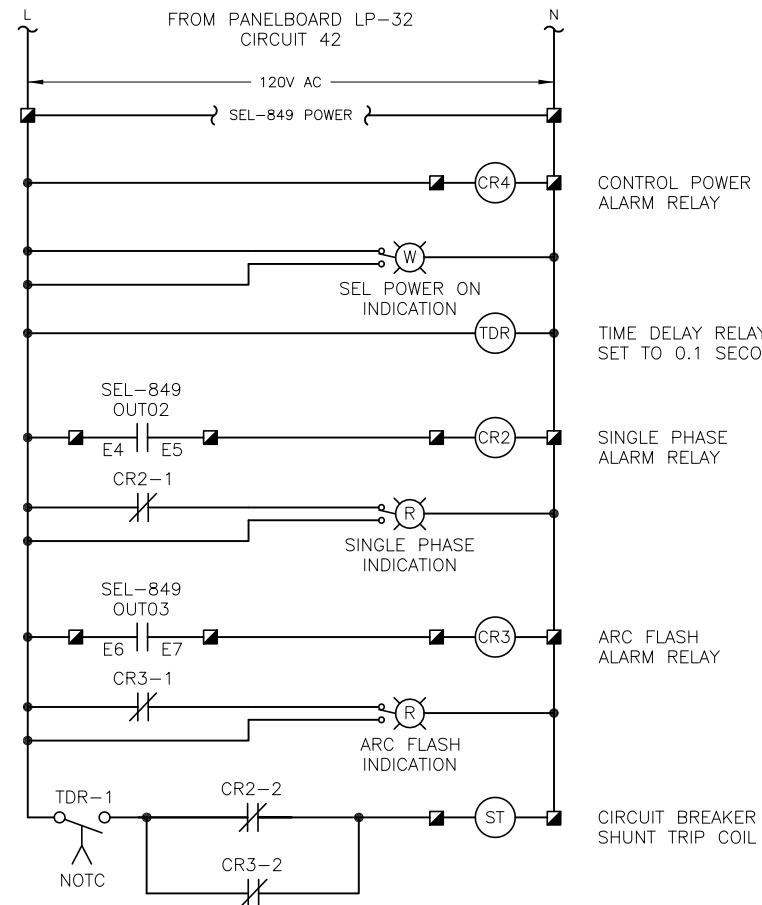 L
FROM PANELBOARD LP-32
CIRCUIT 42
N
120V AC
SEL-849 POWER
CR4
CONTROL POWER
ALARM RELAY
W
SEL POWER ON
INDICATION
TDR
TIME DELAY RELAY
SET TO 0.1 SECO
SEL-849
OUT02
E4
E5
CR2
SINGLE PHASE
ALARM RELAY
CR2-1
R
SINGLE PHASE
INDICATION
SEL-849
OUT03
E6
E7
CR3
ARC FLASH
ALARM RELAY
CR3-1
R
ARC FLASH
INDICATION
TDR-1
NOTC
CR2-2
CR3-2
ST
CIRCUIT BREAKER
SHUNT TRIP COIL